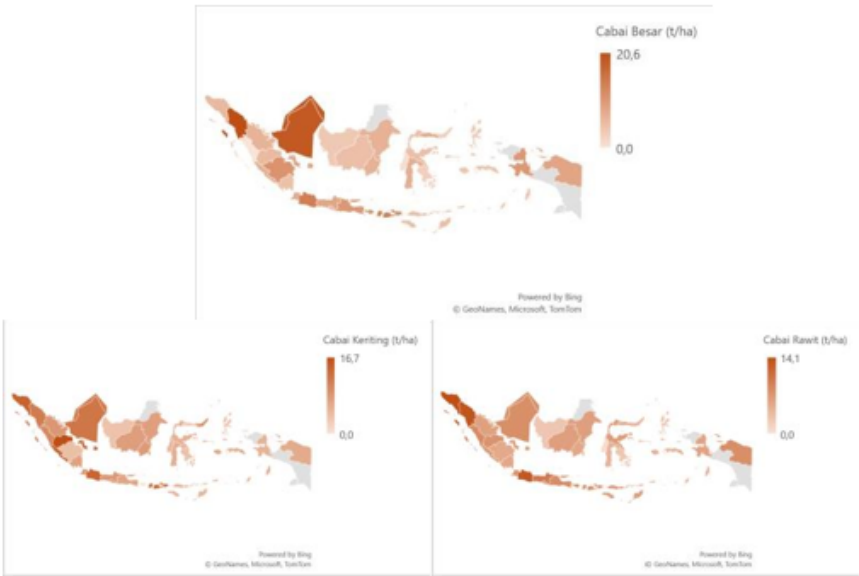 Cabai Besar (t/ha)
20,6
0,0
Powered by Bing
© GeoNames, Microsoft, TomTom
Cabai Keriting (t/ha)
16,7
0,0
Powered by Bing
© GeoNames, Microsoft, TomTom
Cabai Rawit (t/ha)
14,1
0,0
Powered by Bing
© GeoNames, Microsoft, TomTom